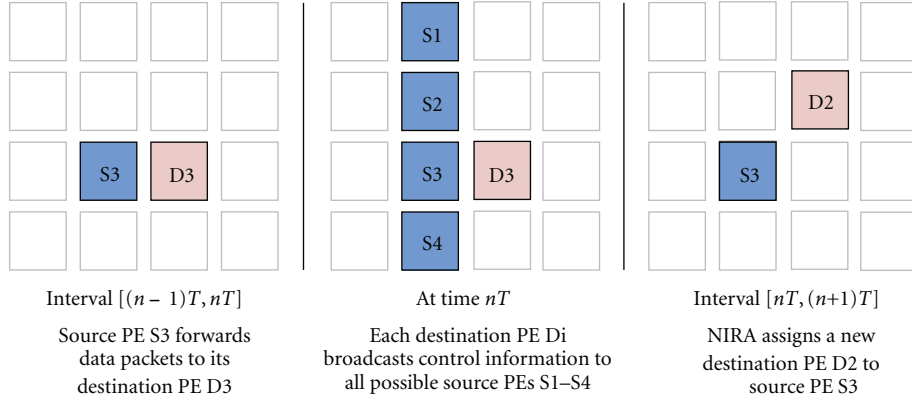 S3
D3
Interval [(n – 1)T, nT]
Source PE S3 forwards
data packets to its
destination PE D3
S1
S2
S3
D3
S4
At time nT
Each destination PE Di
broadcasts control information to
all possible source PEs S1–S4
D2
S3
Interval [nT, (n+1)T]
NIRA assigns a new
destination PE D2 to
source PE S3